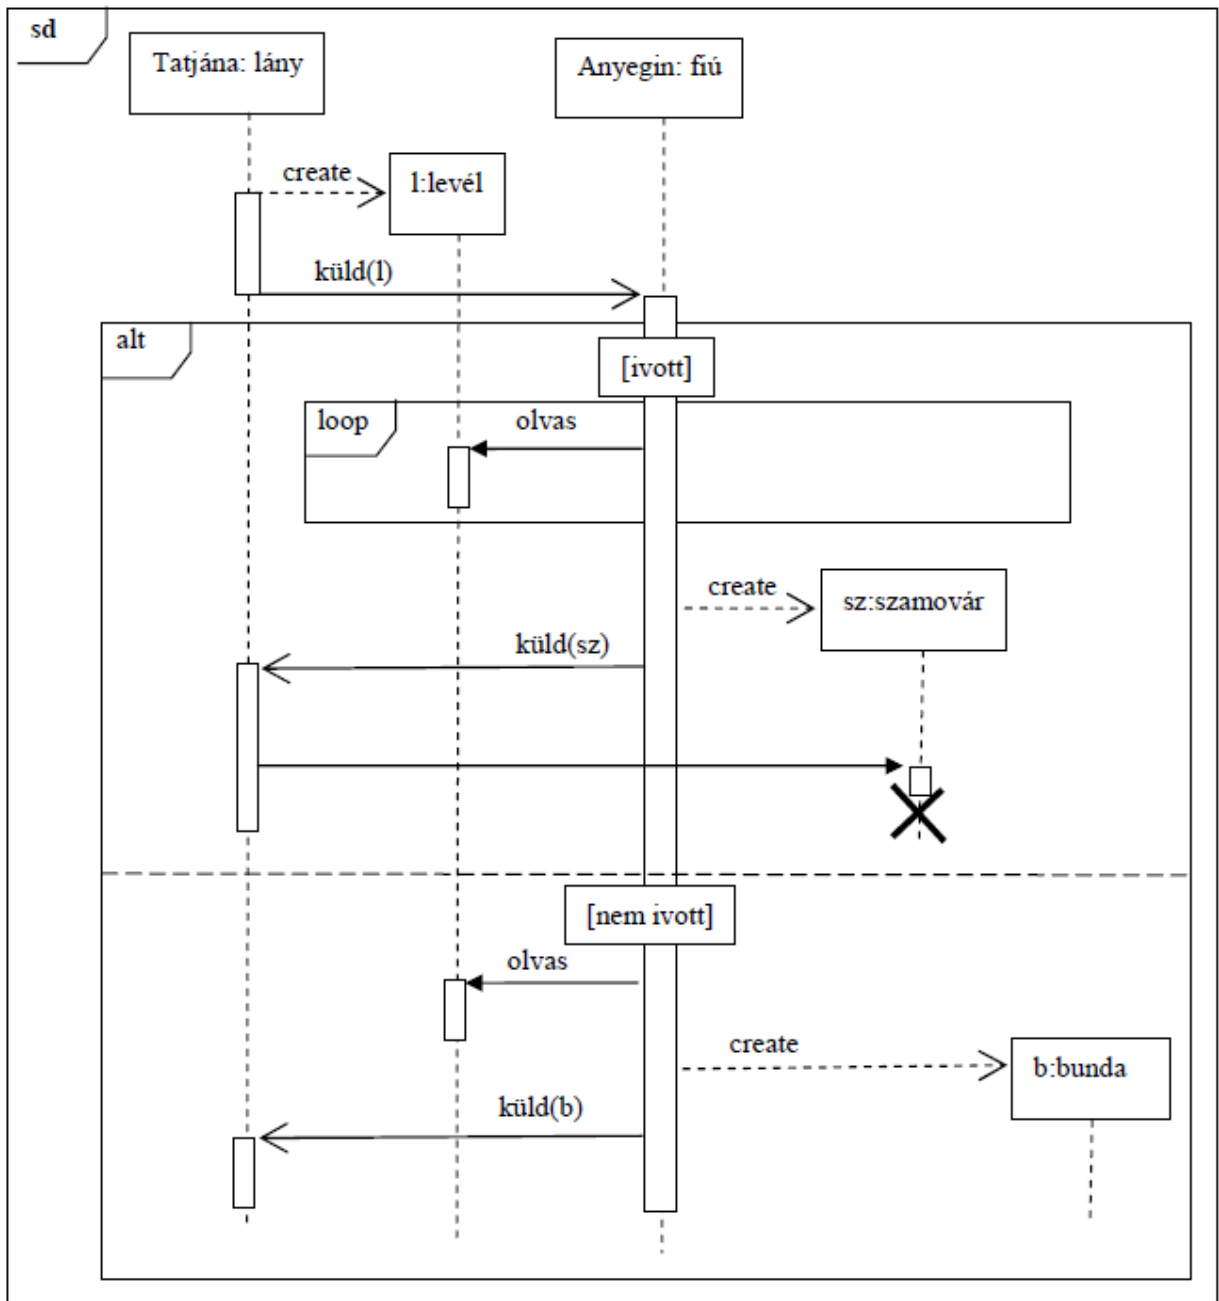 sd
Tatjána: lány
Anyegin: fiú
create
l:levél
küld(l)
alt
[ivott]
loop
olvas
create
sz:szamovár
küld(sz)
[nem ivott]
olvas
create
b:bunda
küld(b)